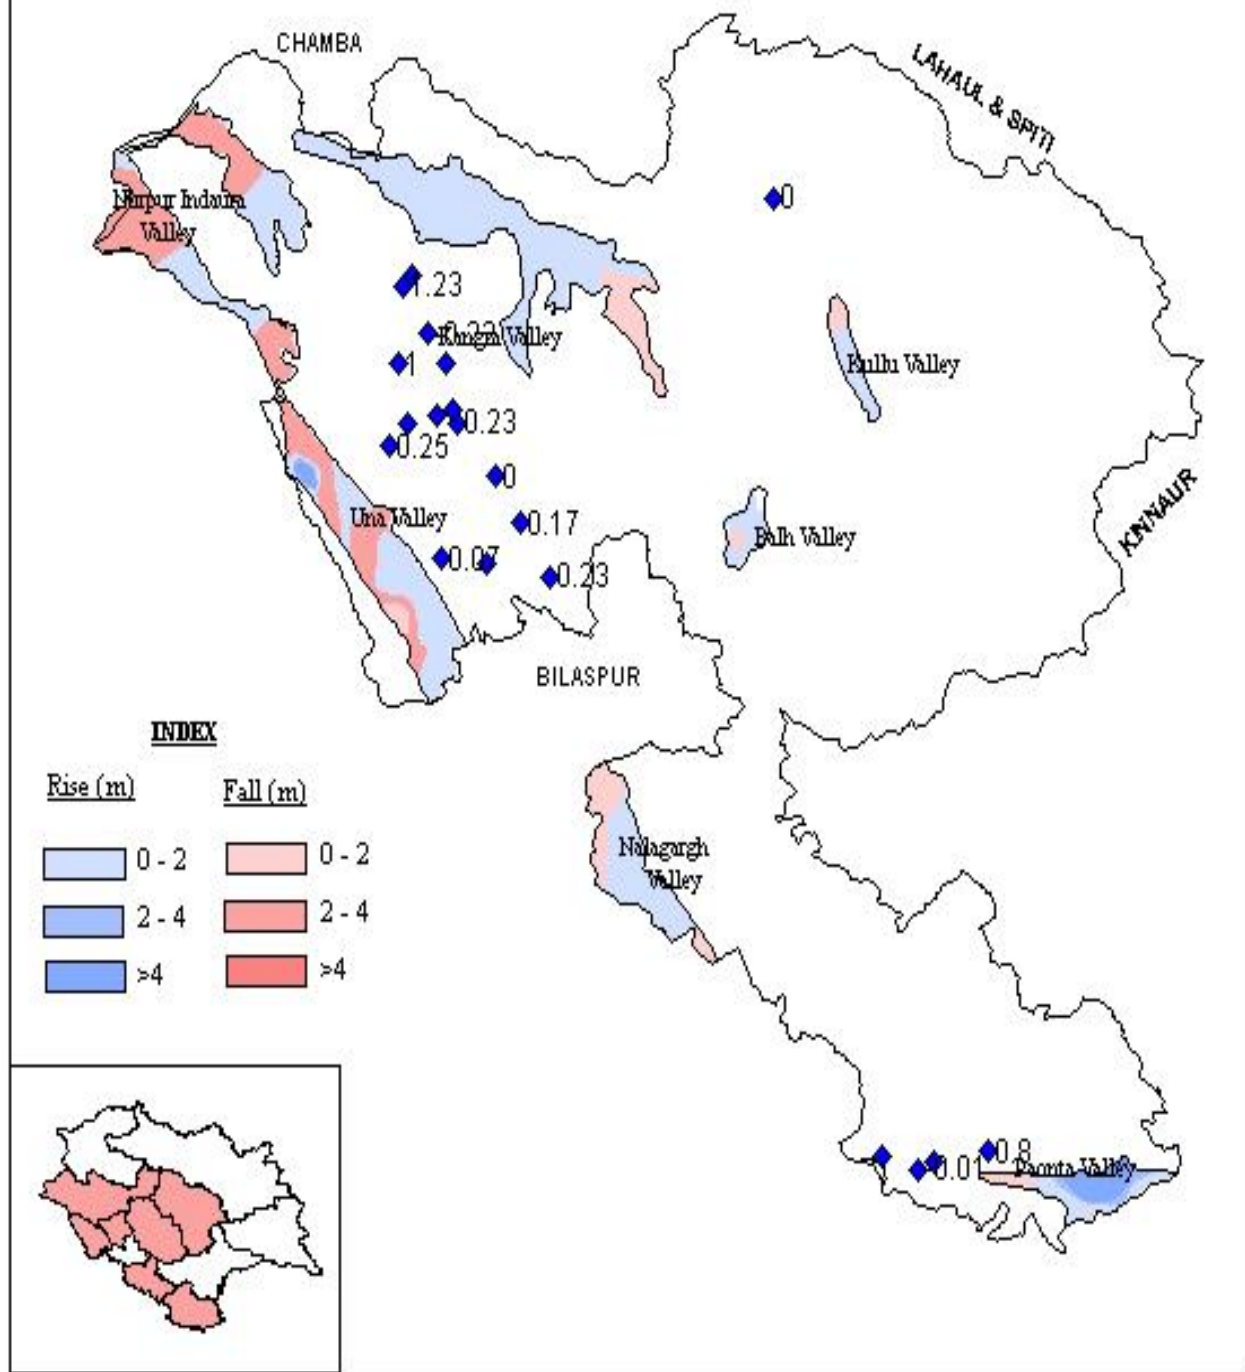 CHAMBA
LAHAUL & SPITI
0
Indaura
Valley
1.23
Kangra Valley
1
Kullu Valley
0.23
0.25
0
KNNAUR
Una Valley
0.17
Balh Valley
0.07
0.23
BILASPUR
INDEX
Rise (m) Fall (m)
0 - 2 0 - 2
2 - 4 2 - 4
>4 >4
Nalagargh
Valley
0.8
0.01
Paonta Valley